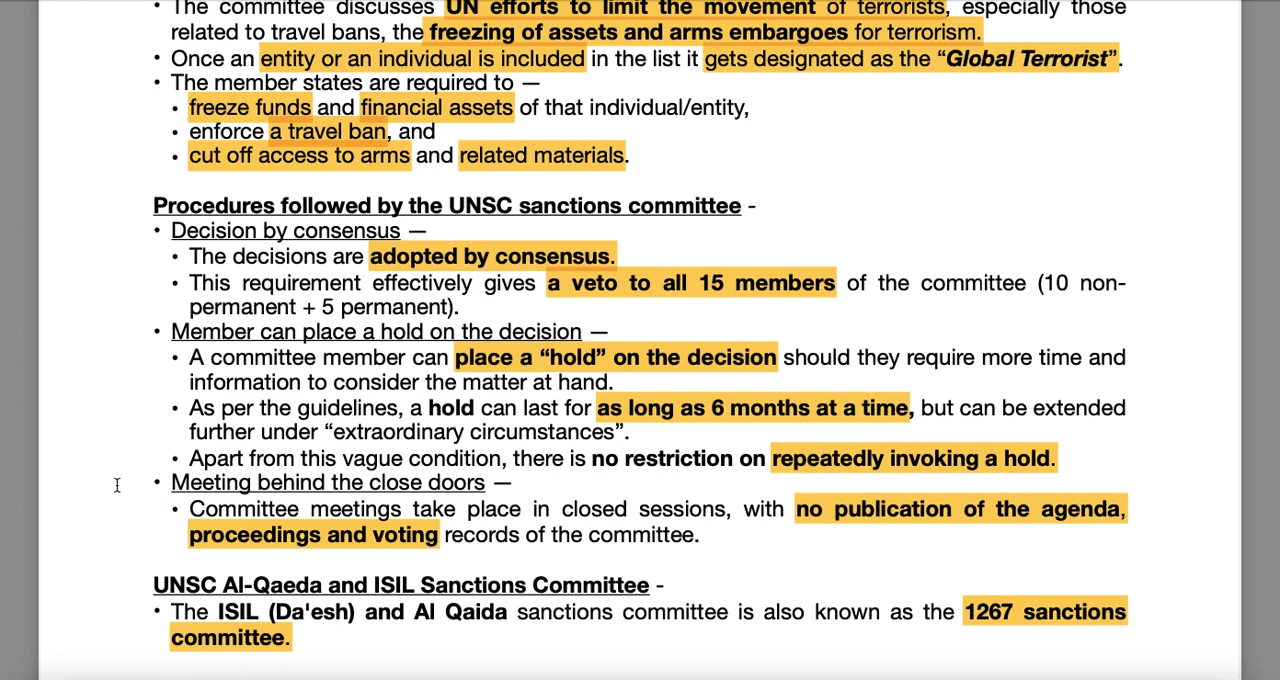 • The committee discusses UN efforts to limit the movement of terrorists, especially those
related to travel bans, the freezing of assets and arms embargoes for terrorism.
• Once an entity or an individual is included in the list it gets designated as the “Global Terrorist”.
• The member states are required to —
• freeze funds and financial assets of that individual/entity,
• enforce a travel ban, and
• cut off access to arms and related materials.
Procedures followed by the UNSC sanctions committee -
• Decision by consensus —
• The decisions are adopted by consensus.
• This requirement effectively gives a veto to all 15 members of the committee (10 non-
permanent + 5 permanent).
• Member can place a hold on the decision —
• A committee member can place a “hold” on the decision should they require more time and
information to consider the matter at hand.
• As per the guidelines, a hold can last for as long as 6 months at a time, but can be extended
further under “extraordinary circumstances”.
• Apart from this vague condition, there is no restriction on repeatedly invoking a hold.
• Meeting behind the close doors —
• Committee meetings take place in closed sessions, with no publication of the agenda,
proceedings and voting records of the committee.
UNSC Al-Qaeda and ISIL Sanctions Committee -
• The ISIL (Da'esh) and Al Qaida sanctions committee is also known as the 1267 sanctions
committee.